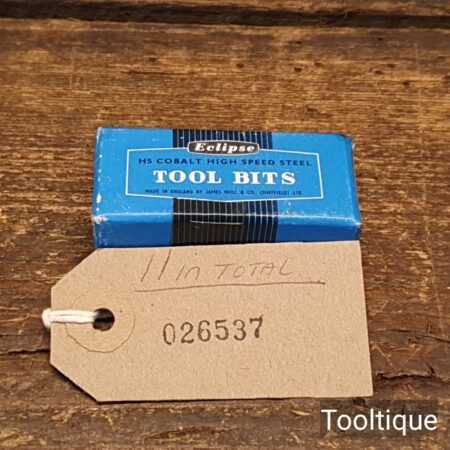 Eclipse
H5 COBALT HIGH SPEED STEEL
TOOL BITS
MADE IN ENGLAND BY JAMES NEILL & CO. (SHEFFIELD) LTD.
11 in TOTAL
026537
Tooltique